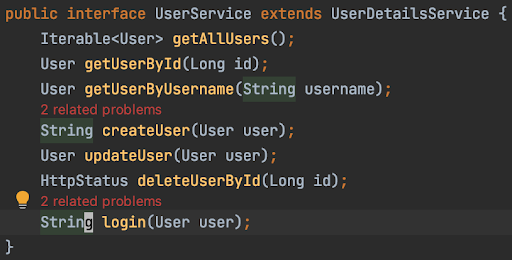 public interface UserService extends UserDetailsService {
Iterable<User> getAllUsers();
User getUserById(Long id);
User getUserByUsername(String username);
2 related problems
String createUser(User user);
User updateUser(User user);
HttpStatus deleteUserById(Long id);
2 related problems
String login(User user);
}